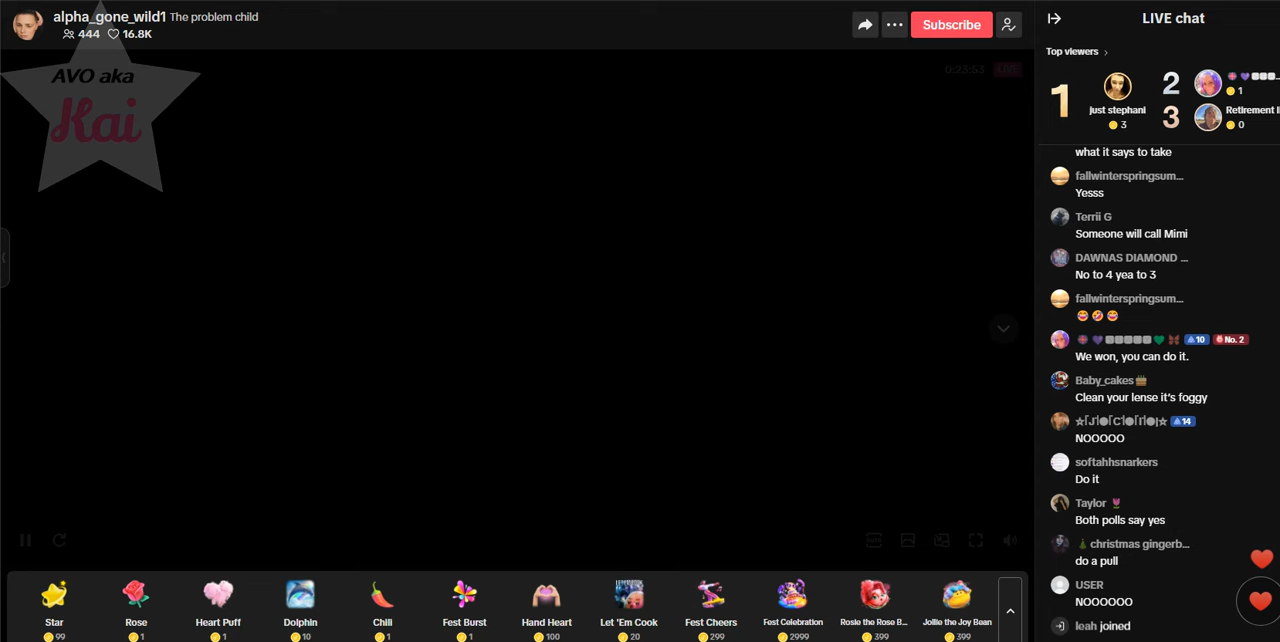 alpha_gone_wild1 The problem child
444 16.8K
Subscribe
AVO aka
Kai
0:23:53 LIVE
LIVE chat
Top viewers
1
just stephani
3
2
1
3
Retirement
0
what it says to take
fallwinterspringsum...
Yesss
Terrii G
Someone will call Mimi
DAWNAS DIAMOND ...
No to 4 yea to 3
fallwinterspringsum...
10 No. 2
We won, you can do it.
Baby_cakes
Clean your lense it's foggy
14
NOOOOO
softahhsnarkers
Do it
Taylor
Both polls say yes
christmas gingerb...
do a pull
USER
NOOOOOO
leah joined
Star
99
Rose
1
Heart Puff
1
Dolphin
10
Chili
1
Fest Burst
1
Hand Heart
100
Let 'Em Cook
20
Fest Cheers
299
Fest Celebration
2999
Rosie the Rose B...
399
Jollie the Joy Bean
399